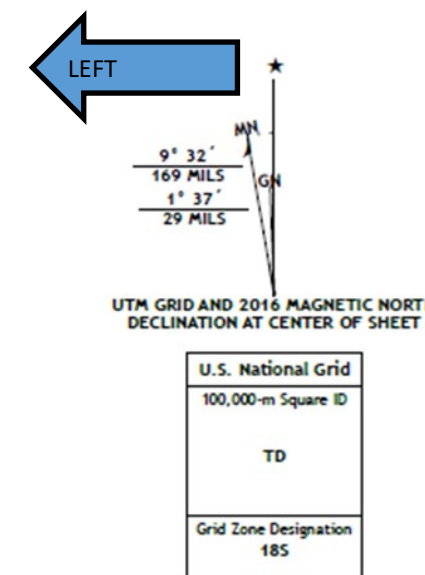 LEFT
MN
9° 32´
169 MILS
GN
1° 37´
29 MILS
UTM GRID AND 2016 MAGNETIC NORT
DECLINATION AT CENTER OF SHEET
U.S. National Grid
100,000-m Square ID
TD
Grid Zone Designation
18S